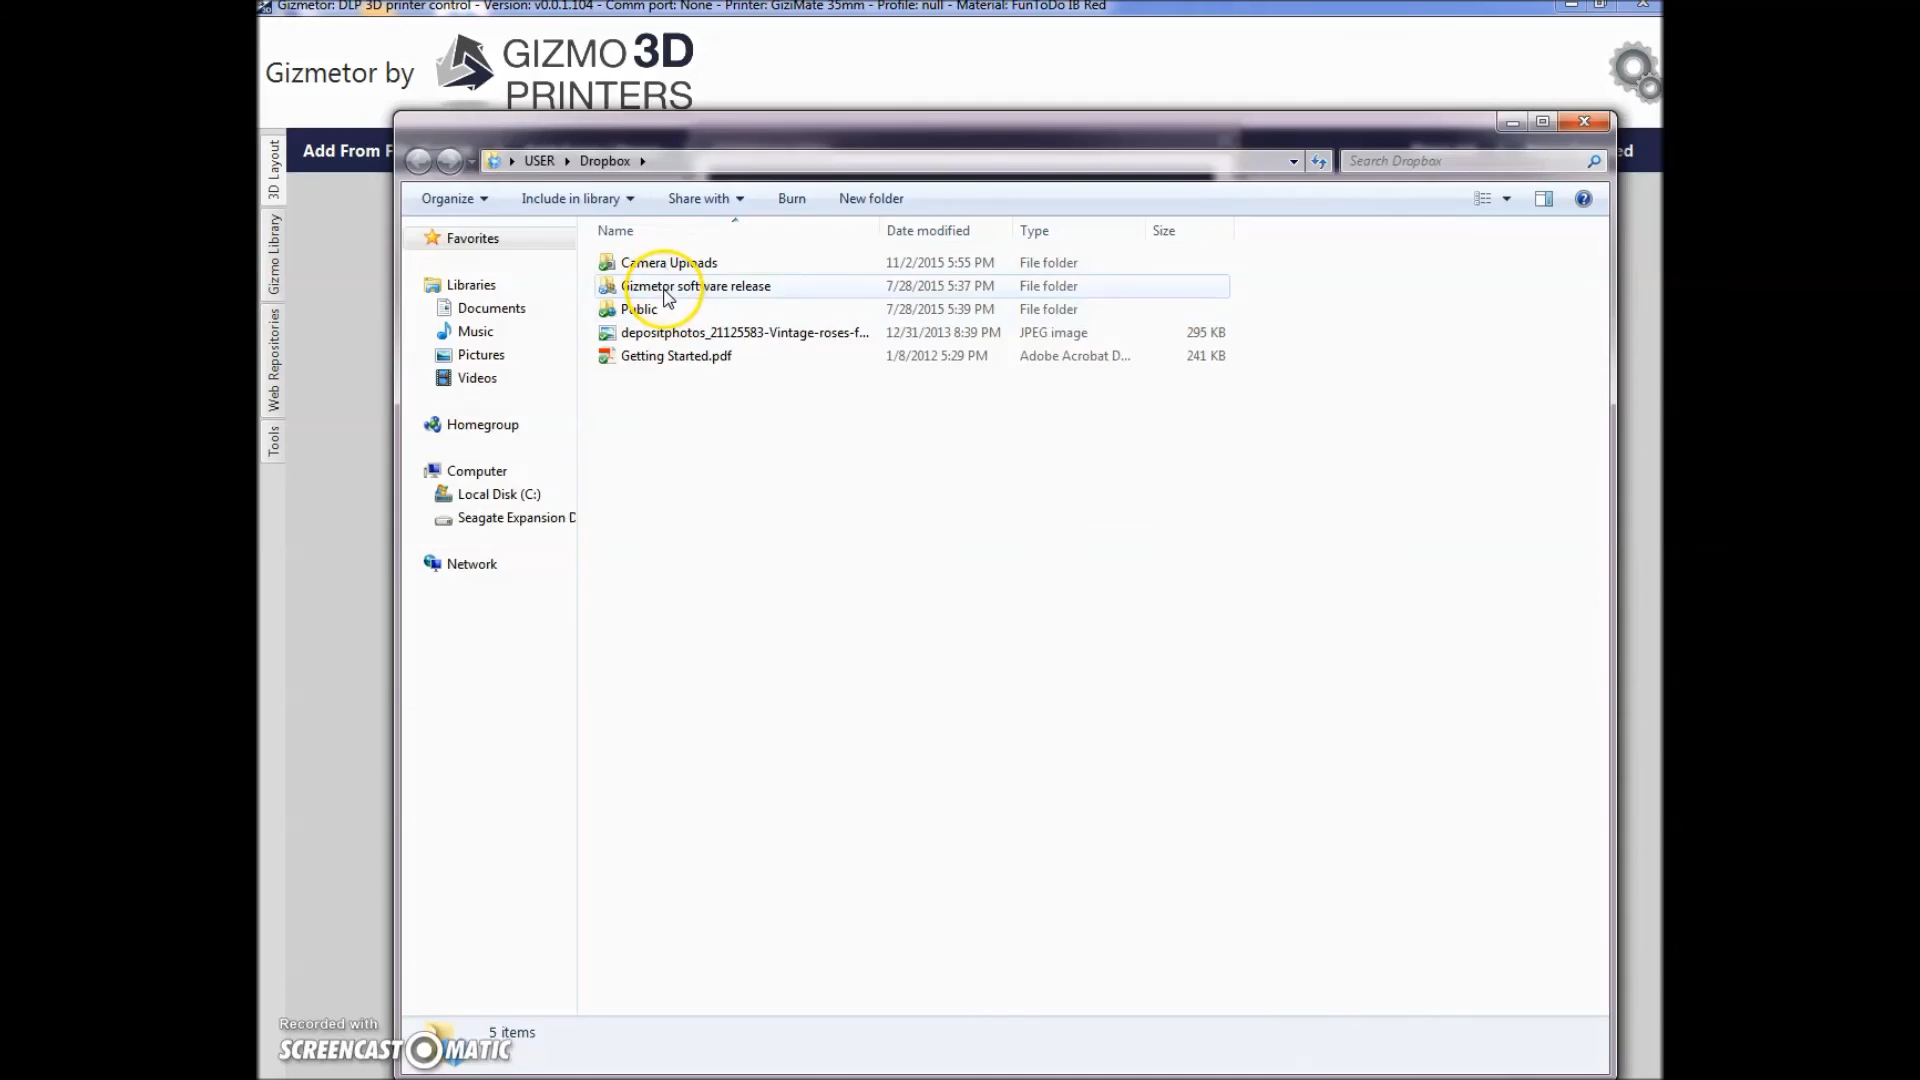 Gizmetor: DLP 3D printer control - Version: v0.0.1.104 - Comm port: None - Printer: GiziMate 35mm - Profile: null - Material: FunToDo IB Red
Gizmetor by
GIZMO 3D
PRINTERS
Add From F
ed
3D Layout
Gizmo Library
Web Repositories
Tools
USER
Dropbox
Search Dropbox
Organize
Include in library
Share with
Burn
New folder
Favorites
Libraries
Documents
Music
Pictures
Videos
Homegroup
Computer
Local Disk (C:)
Seagate Expansion D
Network
Name Date modified Type Size
Camera Uploads 11/2/2015 5:55 PM File folder
Gizmetor software release 7/28/2015 5:37 PM File folder
Public 7/28/2015 5:39 PM File folder
depositphotos_21125583-Vintage-roses-f... 12/31/2013 8:39 PM JPEG image 295 KB
Getting Started.pdf 1/8/2012 5:29 PM Adobe Acrobat D... 241 KB
5 items
Recorded with
SCREENCAST MATIC